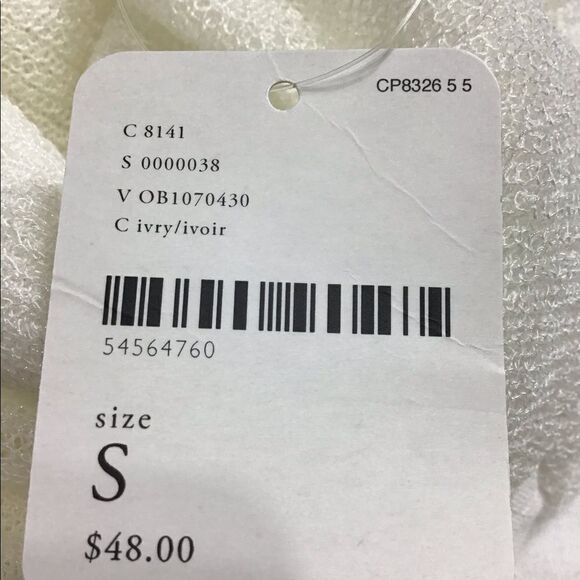 CP8326 5 5
C 8141
S 0000038
V OB1070430
C ivry/ivoir
54564760
size
S
$48.00